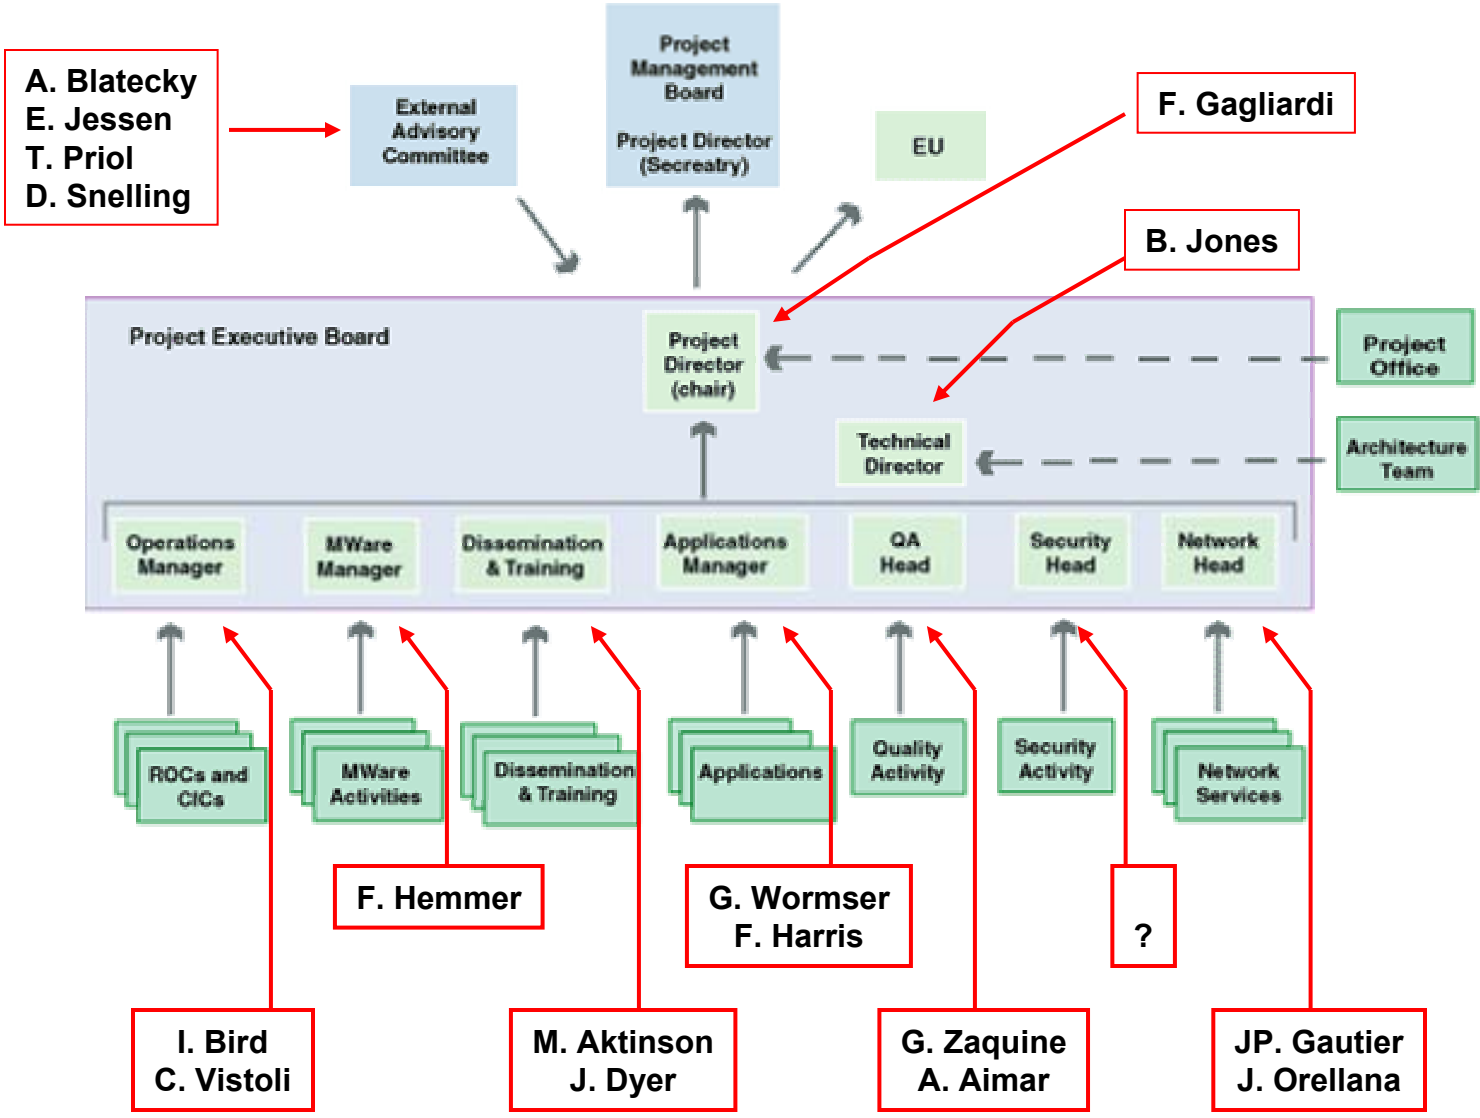 A. Blatecky
E. Jessen
T. Priol
D. Snelling
External
Advisory
Committee
Project
Management
Board
Project Director
(Secreatry)
EU
F. Gagliardi
B. Jones
Project Executive Board
Project
Director
(chair)
Project
Office
Technical
Director
Architecture
Team
Operations
Manager
MWare
Manager
Dissemination
& Training
Applications
Manager
QA
Head
Security
Head
Network
Head
ROCs and
CICs
MWare
Activities
Dissemination
& Training
Applications
Quality
Activity
Security
Activity
Network
Services
F. Hemmer
G. Wormser
F. Harris
?
I. Bird
C. Vistoli
M. Aktinson
J. Dyer
G. Zaquine
A. Aimar
JP. Gautier
J. Orellana